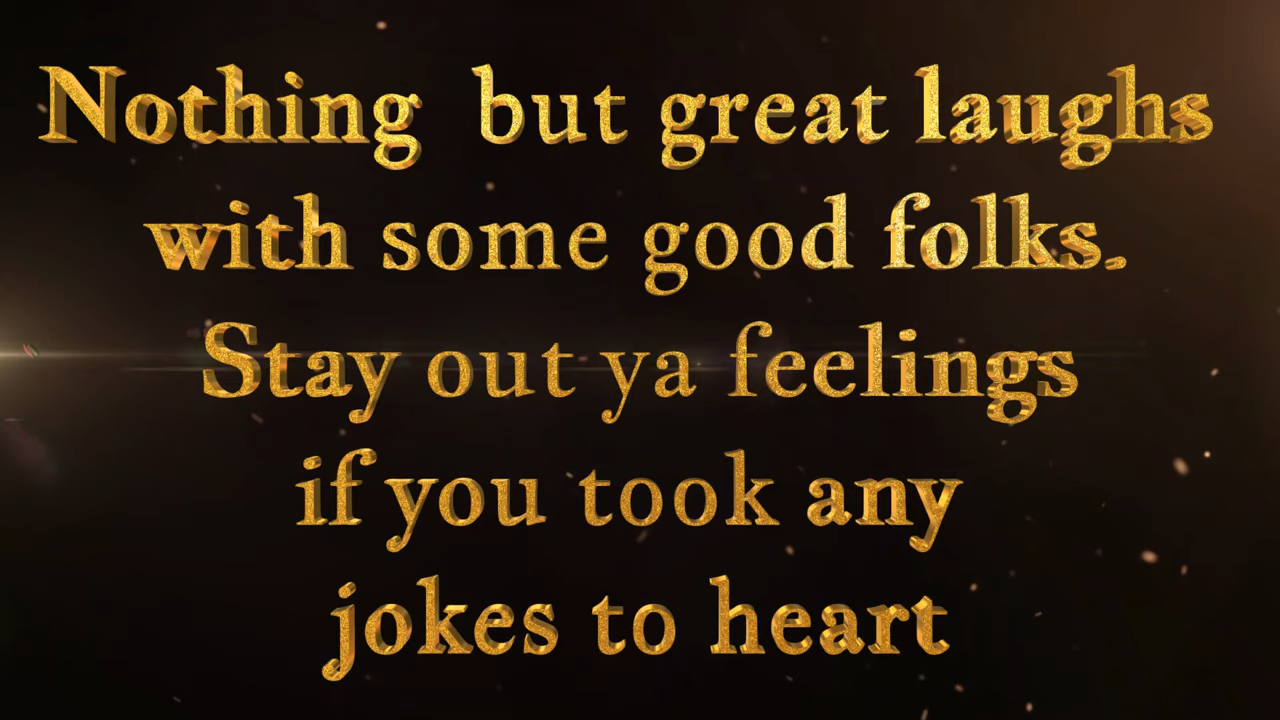 Nothing but great laughs
with some good folks.
Stay out ya feelings
if you took any
jokes to heart